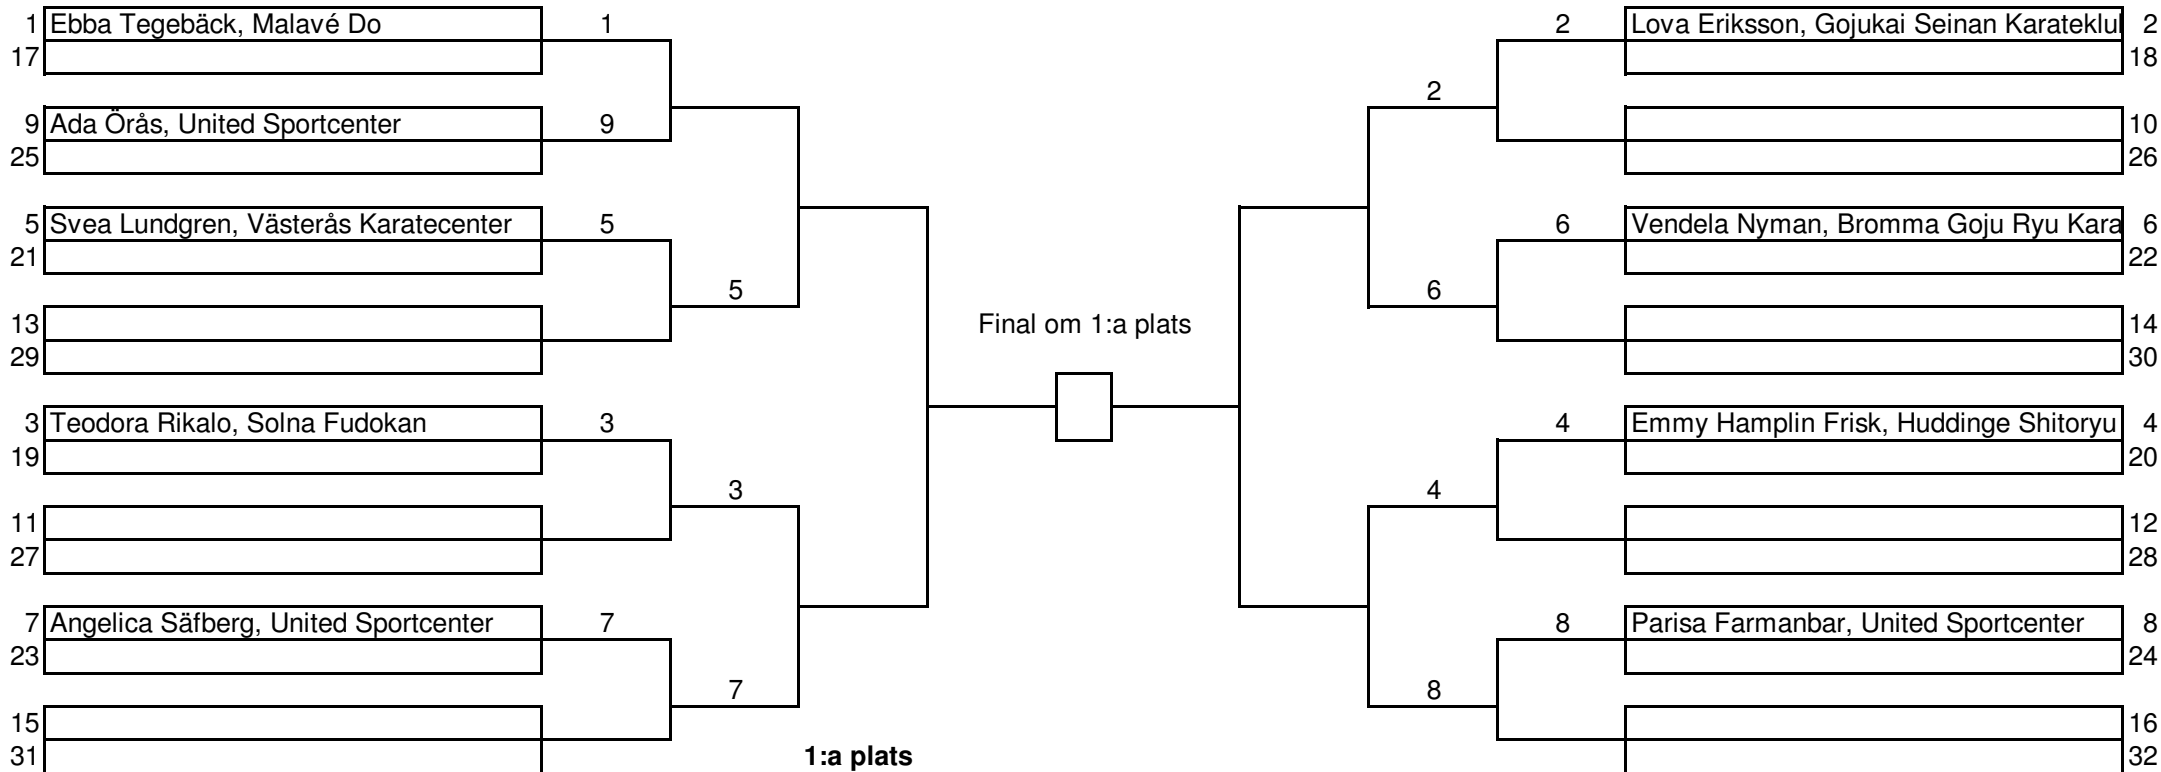 1 Ebba Tegebäck, Malavé Do 1 2 Lova Eriksson, Gojukai Seinan Karateklul 2
17 18
2
9 Ada Örås, United Sportcenter 9 10
25 26
5 Svea Lundgren, Västerås Karatecenter 5 6 Vendela Nyman, Bromma Goju Ryu Kara 6
21 22
5 6
13 Final om 1:a plats 14
29 30
3 Teodora Rikalo, Solna Fudokan 3 4 Emmy Hamplin Frisk, Huddinge Shitoryu 4
19 20
3 4
11 12
27 28
7 Angelica Säfberg, United Sportcenter 7 8 Parisa Farmanbar, United Sportcenter 8
23 24
7 8
15 16
31 1:a plats 32